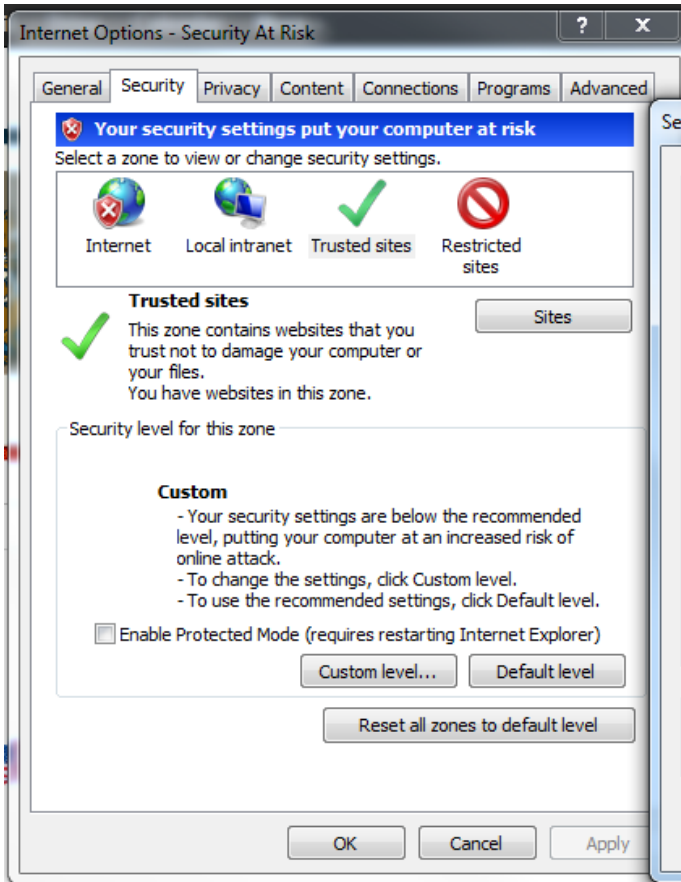 Internet Options - Security At Risk
?
X
General Security Privacy Content Connections Programs Advanced
Se
Your security settings put your computer at risk
Select a zone to view or change security settings.
Internet Local intranet Trusted sites Restricted
sites
Trusted sites
Sites
This zone contains websites that you
trust not to damage your computer or
your files.
You have websites in this zone.
Security level for this zone
Custom
- Your security settings are below the recommended
level, putting your computer at an increased risk of
online attack.
- To change the settings, click Custom level.
- To use the recommended settings, click Default level.
Enable Protected Mode (requires restarting Internet Explorer)
Custom level... Default level
Reset all zones to default level
OK Cancel Apply